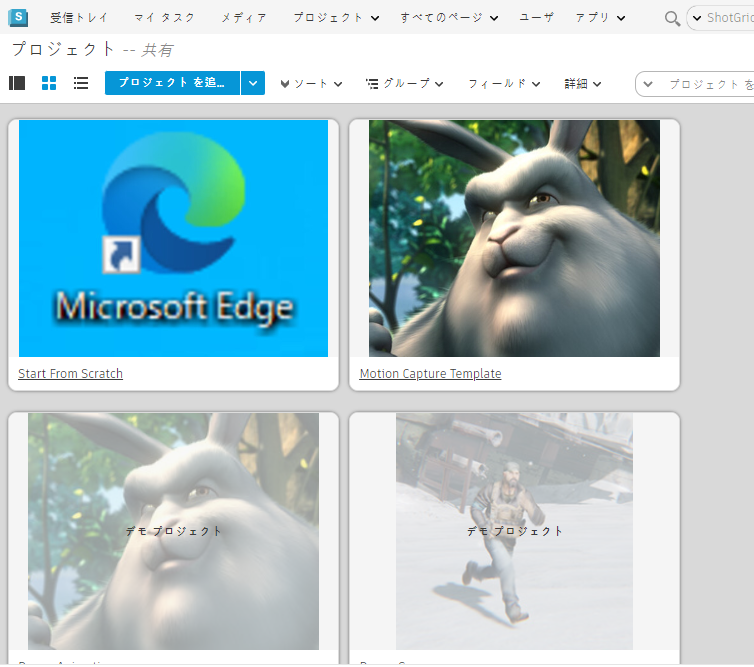 S 受信トレイ マイ タスク メディア プロジェクト すべてのページ ユーザ アプリ ShotGrid
プロジェクト -- 共有
プロジェクト を追... ソート グループ フィールド 詳細 プロジェクト を
Microsoft Edge
Start From Scratch
Motion Capture Template
デモ プロジェクト
デモ プロジェクト